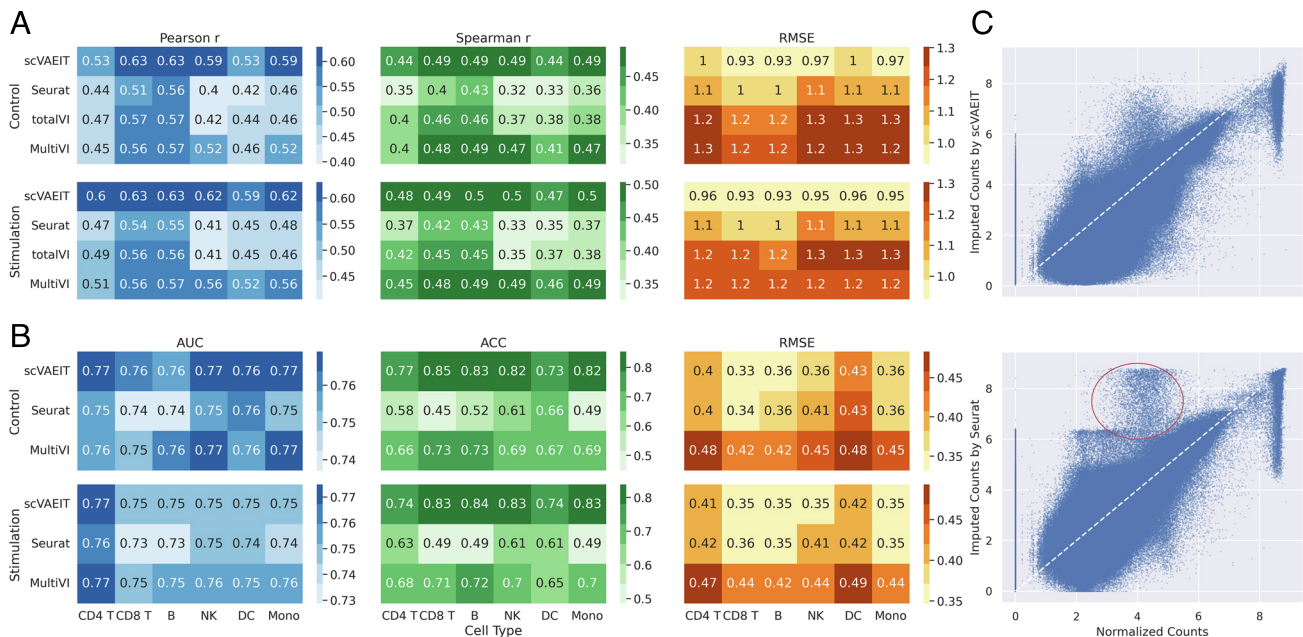 A
Pearson r
Spearman r
RMSE
Control
scVAEIT 0.53 0.63 0.63 0.59 0.53 0.59 0.44 0.49 0.49 0.49 0.44 0.49 1 0.93 0.93 0.97 1 0.97
Seurat 0.44 0.51 0.56 0.4 0.42 0.46 0.35 0.4 0.43 0.32 0.33 0.36 1.1 1 1 1.1 1.1 1.1
totalVI 0.47 0.57 0.57 0.42 0.44 0.46 0.4 0.46 0.46 0.37 0.38 0.38 1.2 1.2 1.2 1.3 1.3 1.3
MultiVI 0.45 0.56 0.57 0.52 0.46 0.52 0.4 0.48 0.49 0.47 0.41 0.47 1.3 1.2 1.2 1.2 1.3 1.2
0.60
0.55
0.50
0.45
0.40
0.45
0.40
0.35
1.3
1.2
1.1
1.0
Stimulation
scVAEIT 0.6 0.63 0.63 0.62 0.59 0.62 0.48 0.49 0.5 0.5 0.47 0.5 0.96 0.93 0.93 0.95 0.96 0.95
Seurat 0.47 0.54 0.55 0.41 0.45 0.48 0.37 0.42 0.43 0.33 0.35 0.37 1.1 1 1 1.1 1.1 1.1
totalVI 0.49 0.56 0.56 0.41 0.45 0.46 0.42 0.45 0.45 0.35 0.37 0.38 1.2 1.2 1.2 1.3 1.3 1.3
MultiVI 0.51 0.56 0.57 0.56 0.52 0.56 0.45 0.48 0.49 0.49 0.46 0.49 1.2 1.2 1.2 1.2 1.2 1.2
0.60
0.55
0.50
0.45
0.50
0.45
0.40
0.35
1.3
1.2
1.1
1.0
B
AUC
ACC
RMSE
Control
scVAEIT 0.77 0.76 0.76 0.77 0.76 0.77 0.77 0.85 0.83 0.82 0.73 0.82 0.4 0.33 0.36 0.36 0.43 0.36
Seurat 0.75 0.74 0.74 0.75 0.76 0.75 0.58 0.45 0.52 0.61 0.66 0.49 0.4 0.34 0.36 0.41 0.43 0.36
MultiVI 0.76 0.75 0.76 0.77 0.76 0.77 0.66 0.73 0.73 0.69 0.67 0.69 0.48 0.42 0.42 0.45 0.48 0.45
0.76
0.75
0.74
0.8
0.7
0.6
0.5
0.45
0.40
0.35
Stimulation
scVAEIT 0.77 0.75 0.75 0.75 0.75 0.75 0.74 0.83 0.84 0.83 0.74 0.83 0.41 0.35 0.35 0.35 0.42 0.35
Seurat 0.76 0.73 0.73 0.75 0.74 0.74 0.63 0.49 0.49 0.61 0.61 0.49 0.42 0.36 0.35 0.41 0.42 0.35
MultiVI 0.77 0.75 0.75 0.76 0.75 0.76 0.68 0.71 0.72 0.7 0.65 0.7 0.47 0.44 0.42 0.44 0.49 0.44
0.77
0.76
0.75
0.74
0.73
0.8
0.7
0.6
0.5
0.45
0.40
0.35
CD4 T CD8 T B NK DC Mono
CD4 T CD8 T B NK DC Mono
CD4 T CD8 T B NK DC Mono
Cell Type
C
Imputed Counts by scVAEIT
8
6
4
2
0
Imputed Counts by Seurat
8
6
4
2
0
0 2 4 6 8
Normalized Counts